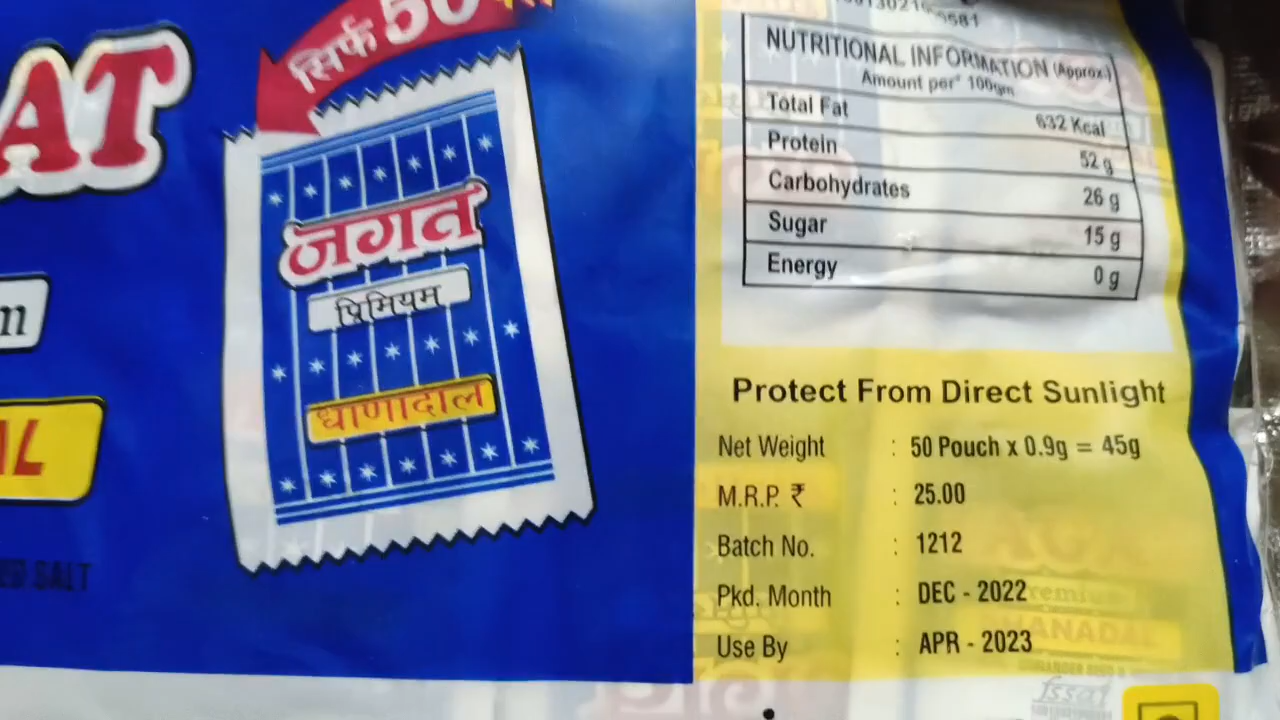 सिर्फ 50
AT
जगत
प्रिमियम
धाणादाल
AL
SALT
NUTRITIONAL INFORMATION (Approx.)
Amount per* 100gm
Total Fat 632 Kcal
Protein 52 g
Carbohydrates 26 g
Sugar 15 g
Energy 0 g
Protect From Direct Sunlight
Net Weight : 50 Pouch x 0.9g = 45g
M.R.P. ₹ : 25.00
Batch No. : 1212
Pkd. Month : DEC - 2022
Use By : APR - 2023
fssai